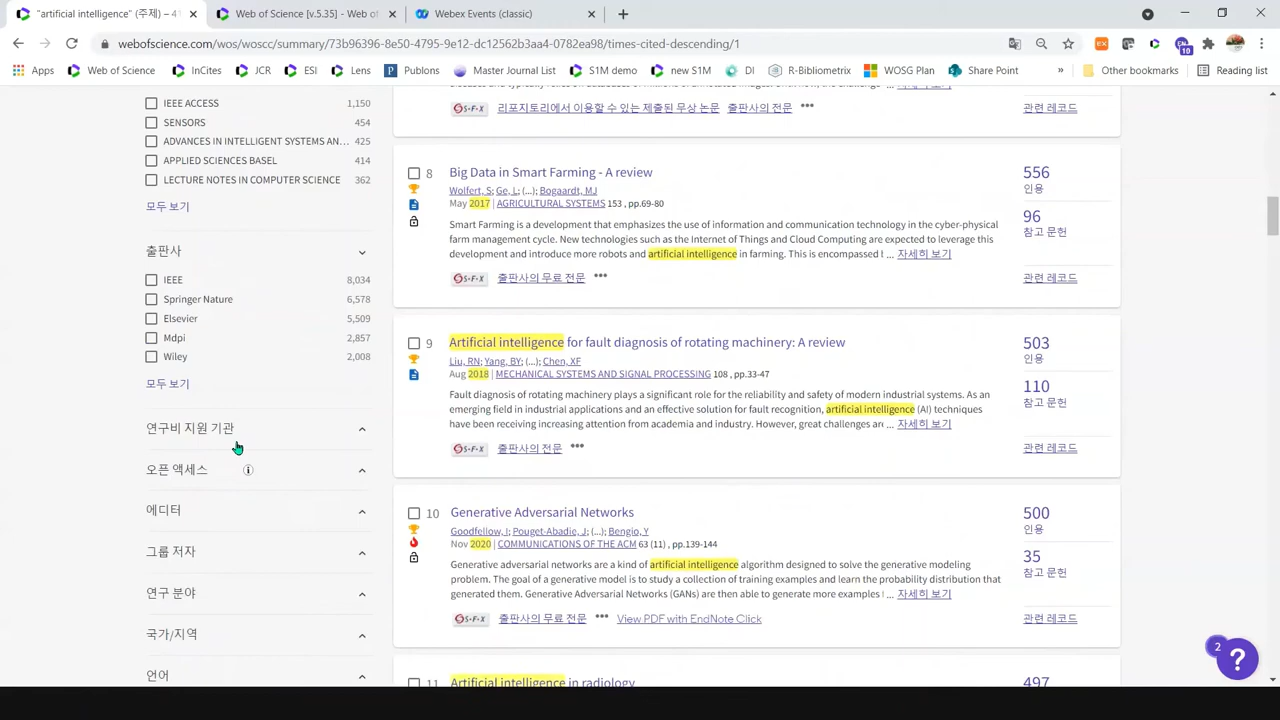 "artificial intelligence" (주제) – 4
Web of Science [v.5.35] - Web of
Webex Events (classic)
webofscience.com/wos/woscc/summary/73b96396-8e50-4795-9e12-dc12562b3aa4-0782ea98/times-cited-descending/1
Apps Web of Science InCites JCR ESI Lens Publons Master Journal List S1M demo new S1M DI R-Bibliometrix WOSG Plan Share Point » Other bookmarks Reading list
IEEE ACCESS 1,150
SENSORS 454
ADVANCES IN INTELLIGENT SYSTEMS AN... 425
APPLIED SCIENCES BASEL 414
LECTURE NOTES IN COMPUTER SCIENCE 362
모두 보기
출판사
IEEE 8,034
Springer Nature 6,578
Elsevier 5,509
Mdpi 2,857
Wiley 2,008
모두 보기
연구비 지원 기관
오픈 액세스
에디터
그룹 저자
연구 분야
국가/지역
언어
S·F·X 리포지토리에서 이용할 수 있는 제출된 무상 논문 출판사의 전문 •••
관련 레코드
8 Big Data in Smart Farming - A review
Wolfert, S; Ge, L; (...); Bogaardt, MJ
May 2017 | AGRICULTURAL SYSTEMS 153 , pp.69-80
Smart Farming is a development that emphasizes the use of information and communication technology in the cyber-physical
farm management cycle. New technologies such as the Internet of Things and Cloud Computing are expected to leverage this
development and introduce more robots and artificial intelligence in farming. This is encompassed l ... 자세히 보기
S·F·X 출판사의 무료 전문 •••
556
인용
96
참고 문헌
관련 레코드
9 Artificial intelligence for fault diagnosis of rotating machinery: A review
Liu, RN; Yang, BY; (...); Chen, XF
Aug 2018 | MECHANICAL SYSTEMS AND SIGNAL PROCESSING 108 , pp.33-47
Fault diagnosis of rotating machinery plays a significant role for the reliability and safety of modern industrial systems. As an
emerging field in industrial applications and an effective solution for fault recognition, artificial intelligence (AI) techniques
have been receiving increasing attention from academia and industry. However, great challenges are ... 자세히 보기
S·F·X 출판사의 전문 •••
503
인용
110
참고 문헌
관련 레코드
10 Generative Adversarial Networks
Goodfellow, I; Pouget-Abadie, J; (...); Bengio, Y
Nov 2020 | COMMUNICATIONS OF THE ACM 63 (11) , pp.139-144
Generative adversarial networks are a kind of artificial intelligence algorithm designed to solve the generative modeling
problem. The goal of a generative model is to study a collection of training examples and learn the probability distribution that
generated them. Generative Adversarial Networks (GANs) are then able to generate more examples f ... 자세히 보기
S·F·X 출판사의 무료 전문 ••• View PDF with EndNote Click
500
인용
35
참고 문헌
관련 레코드
11 Artificial intelligence in radiology
497
2
?